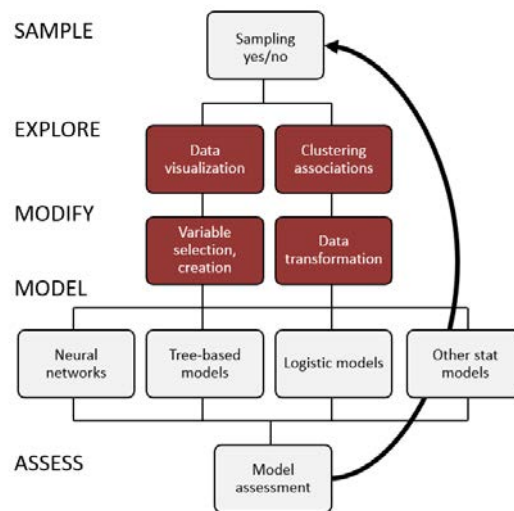 SAMPLE
Sampling
yes/no
EXPLORE
Data
visualization
Clustering
associations
MODIFY
Variable
selection,
creation
Data
transformation
MODEL
Neural
networks
Tree-based
models
Logistic models
Other stat
models
ASSESS
Model
assessment